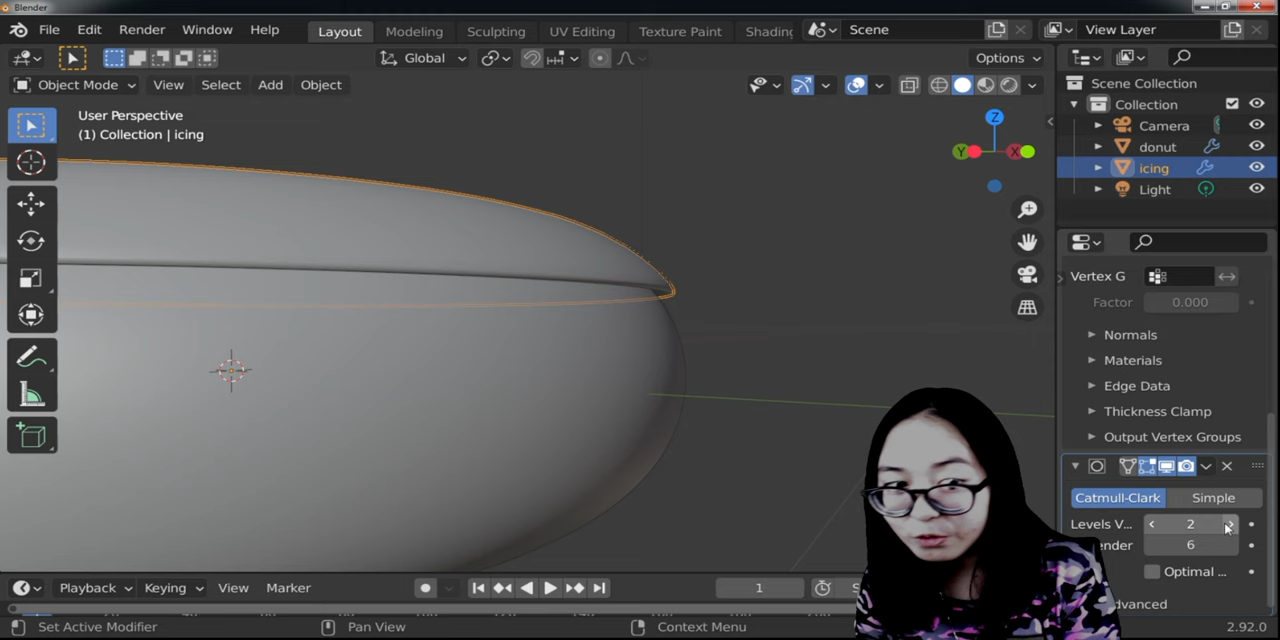 Blender
File Edit Render Window Help
Layout Modeling Sculpting UV Editing Texture Paint Shading
Scene
View Layer
Global
Options
Object Mode View Select Add Object
User Perspective
(1) Collection | icing
Z
Y
X
Scene Collection
Collection
Camera
donut
icing
Light
Vertex G
Factor 0.000
Normals
Materials
Edge Data
Thickness Clamp
Output Vertex Groups
Catmull-Clark Simple
Levels V... 2
ender 6
Optimal ...
dvanced
Playback Keying View Marker
1
S
Set Active Modifier
Pan View
Context Menu
2.92.0